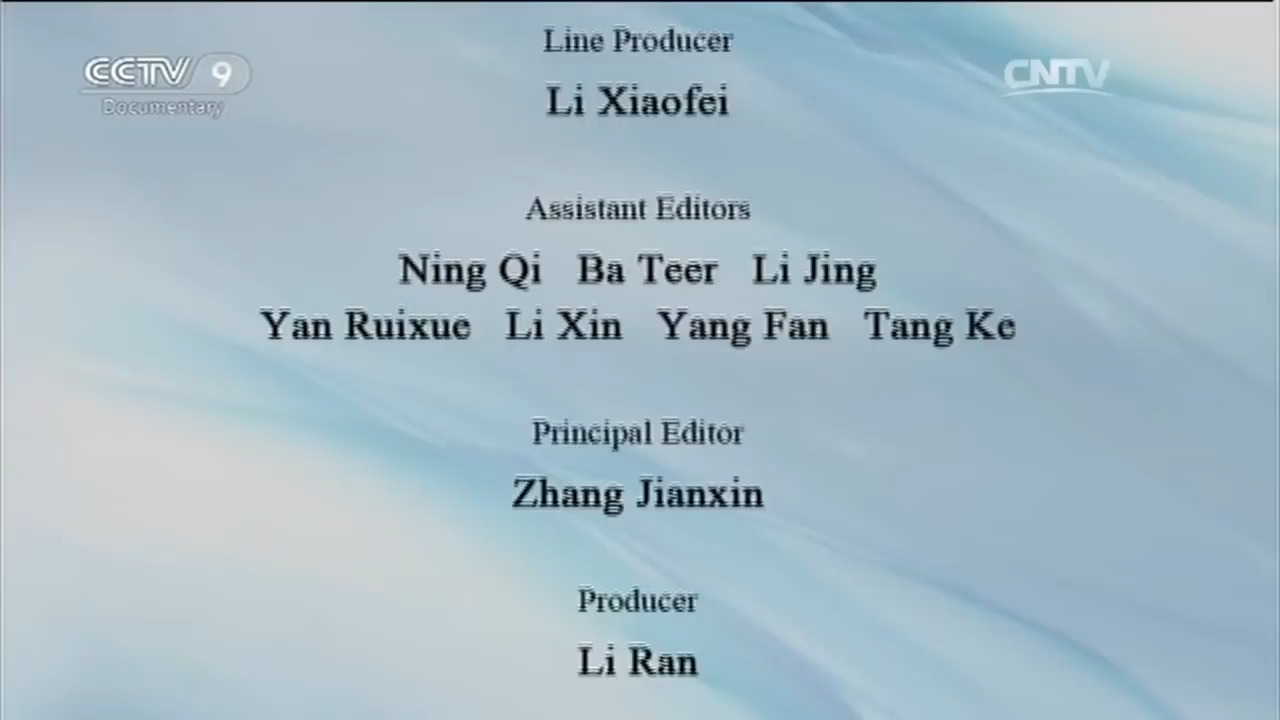 Line Producer
CCTV 9
CNTV
Documentary
Li Xiaofei
Assistant Editors
Ning Qi Ba Teer Li Jing
Yan Ruixue Li Xin Yang Fan Tang Ke
Principal Editor
Zhang Jianxin
Producer
Li Ran